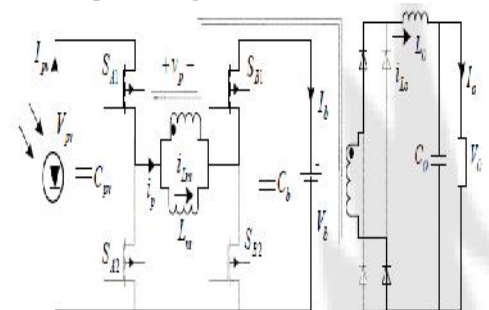 I_pv
S_A1
+v_p-
S_B1
L_O
i_Lo
I_o
V_pv
C_pv
i_p
i_Lm
L_m
C_b
I_b
V_b
C_O
V_O
S_A2
S_B2